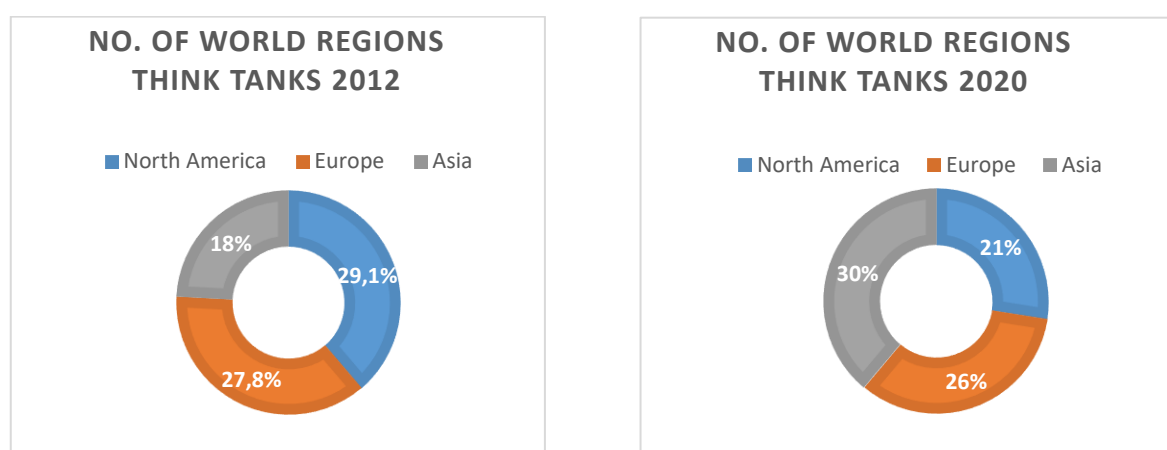 NO. OF WORLD REGIONS
THINK TANKS 2012
North America Europe Asia
18%
29,1%
27,8%
NO. OF WORLD REGIONS
THINK TANKS 2020
North America Europe Asia
21%
30%
26%